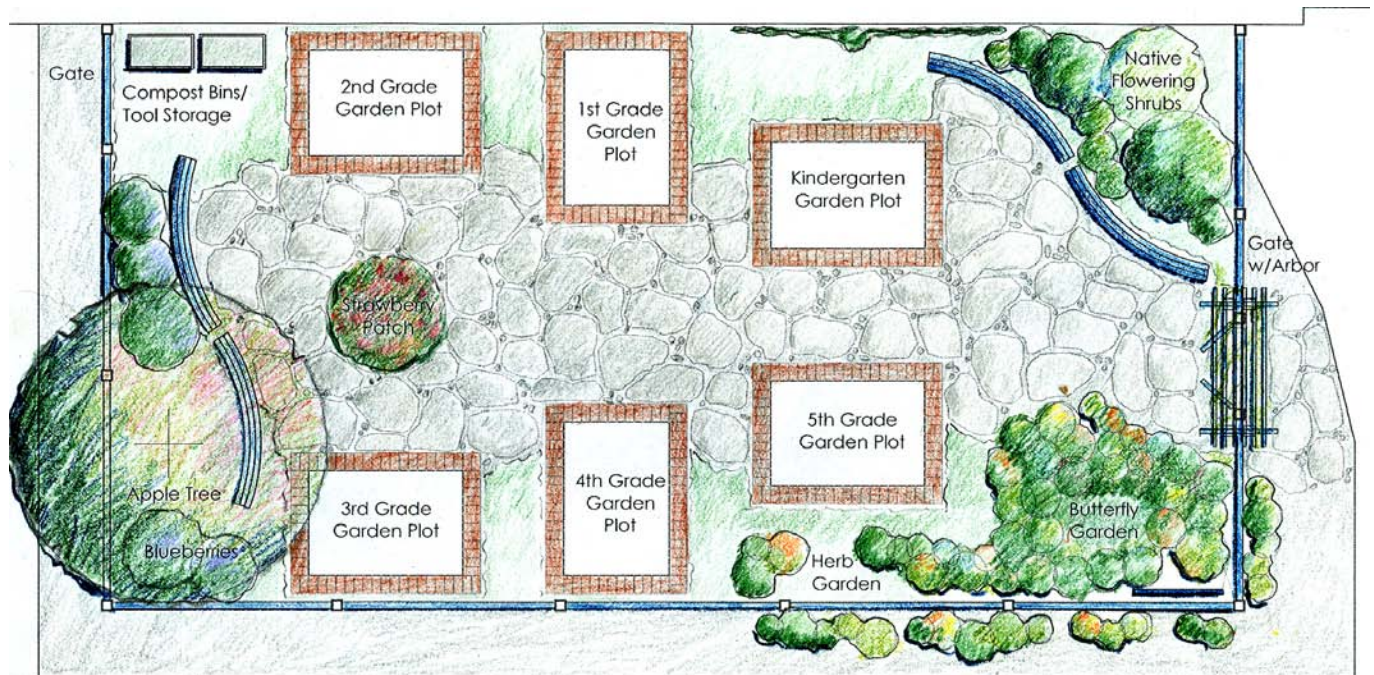 Gate
Compost Bins/
Tool Storage
2nd Grade
Garden Plot
1st Grade
Garden
Plot
Kindergarten
Garden Plot
Native
Flowering
Shrubs
Gate
w/Arbor
Strawberry
Patch
Apple Tree
Blueberries
3rd Grade
Garden Plot
4th Grade
Garden
Plot
5th Grade
Garden Plot
Herb
Garden
Butterfly
Garden